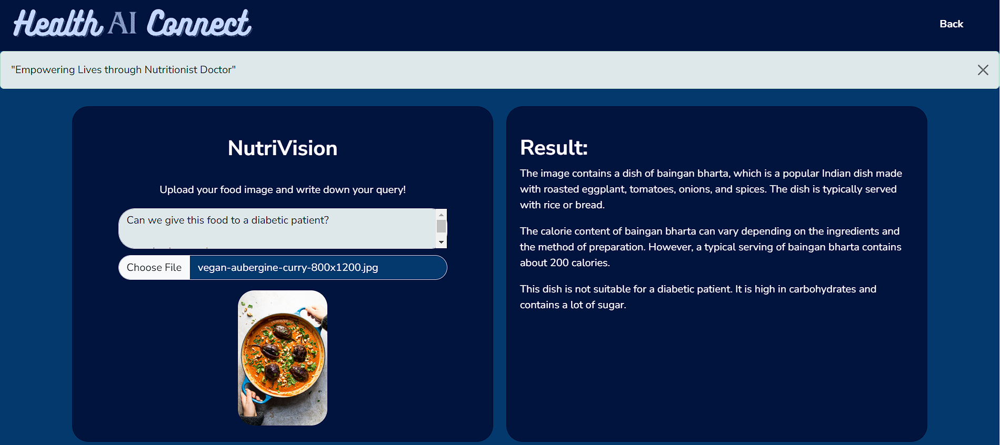 Health AI Connect
Back
"Empowering Lives through Nutritionist Doctor"
NutriVision
Upload your food image and write down your query!
Can we give this food to a diabetic patient?
Choose File vegan-aubergine-curry-800x1200.jpg
Result:
The image contains a dish of baingan bharta, which is a popular Indian dish made
with roasted eggplant, tomatoes, onions, and spices. The dish is typically served
with rice or bread.
The calorie content of baingan bharta can vary depending on the ingredients and
the method of preparation. However, a typical serving of baingan bharta contains
about 200 calories.
This dish is not suitable for a diabetic patient. It is high in carbohydrates and
contains a lot of sugar.